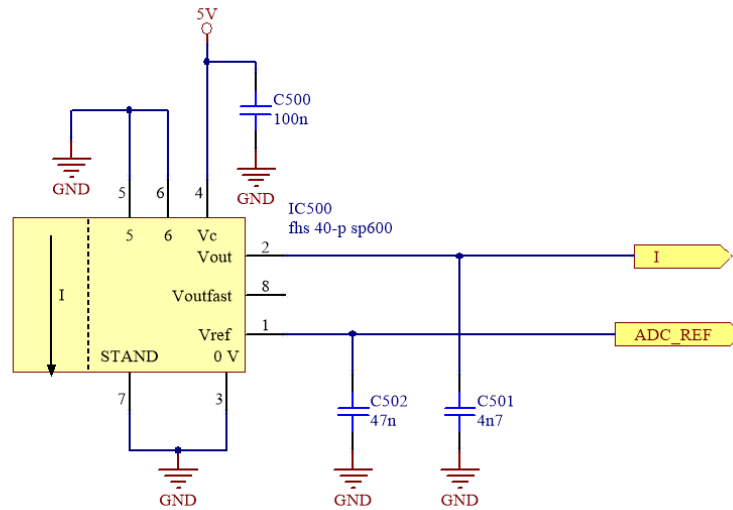 5V
C500
100n
GND
GND
5
6
4
IC500
fhs 40-p sp600
5
6
Vc
Vout
2
I
I
Voutfast
8
Vref
1
ADC_REF
STAND
0 V
7
3
C502
47n
C501
4n7
GND
GND
GND